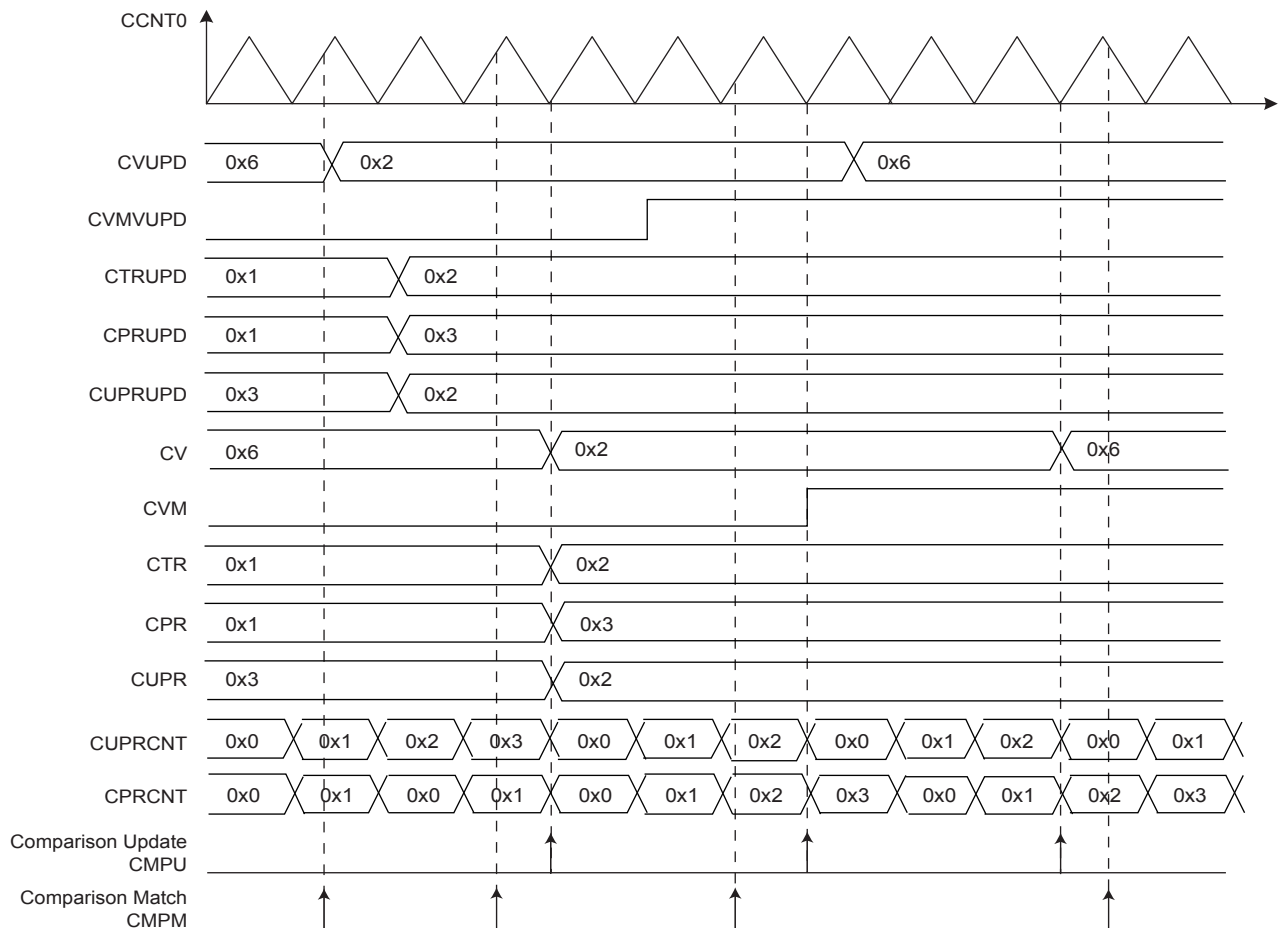 CCNT0
CVUPD 0x6 0x2 0x6
CVMVUPD
CTRUPD 0x1 0x2
CPRUPD 0x1 0x3
CUPRUPD 0x3 0x2
CV 0x6 0x2 0x6
CVM
CTR 0x1 0x2
CPR 0x1 0x3
CUPR 0x3 0x2
CUPRCNT 0x0 0x1 0x2 0x3 0x0 0x1 0x2 0x0 0x1 0x2 0x0 0x1
CPRCNT 0x0 0x1 0x0 0x1 0x0 0x1 0x2 0x3 0x0 0x1 0x2 0x3
Comparison Update
CMPU
Comparison Match
CMPM